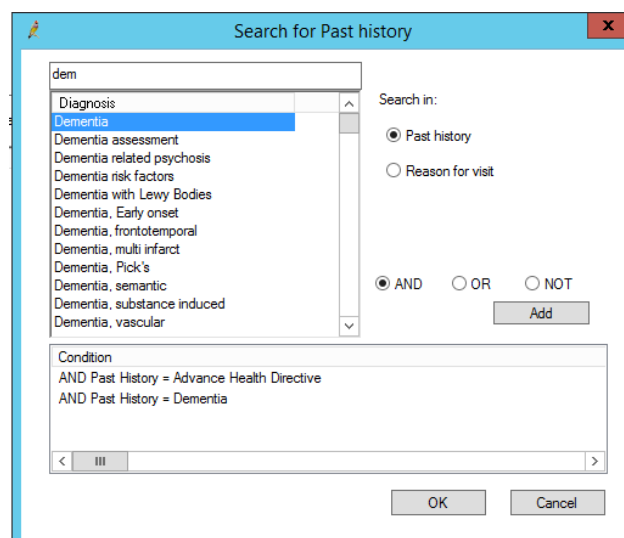 Search for Past history
x
dem
Diagnosis
Dementia
Dementia assessment
Dementia related psychosis
Dementia risk factors
Dementia with Lewy Bodies
Dementia, Early onset
Dementia, frontotemporal
Dementia, multi infarct
Dementia, Pick's
Dementia, semantic
Dementia, substance induced
Dementia, vascular
Search in:
Past history
Reason for visit
AND OR NOT
Add
Condition
AND Past History = Advance Health Directive
AND Past History = Dementia
OK Cancel